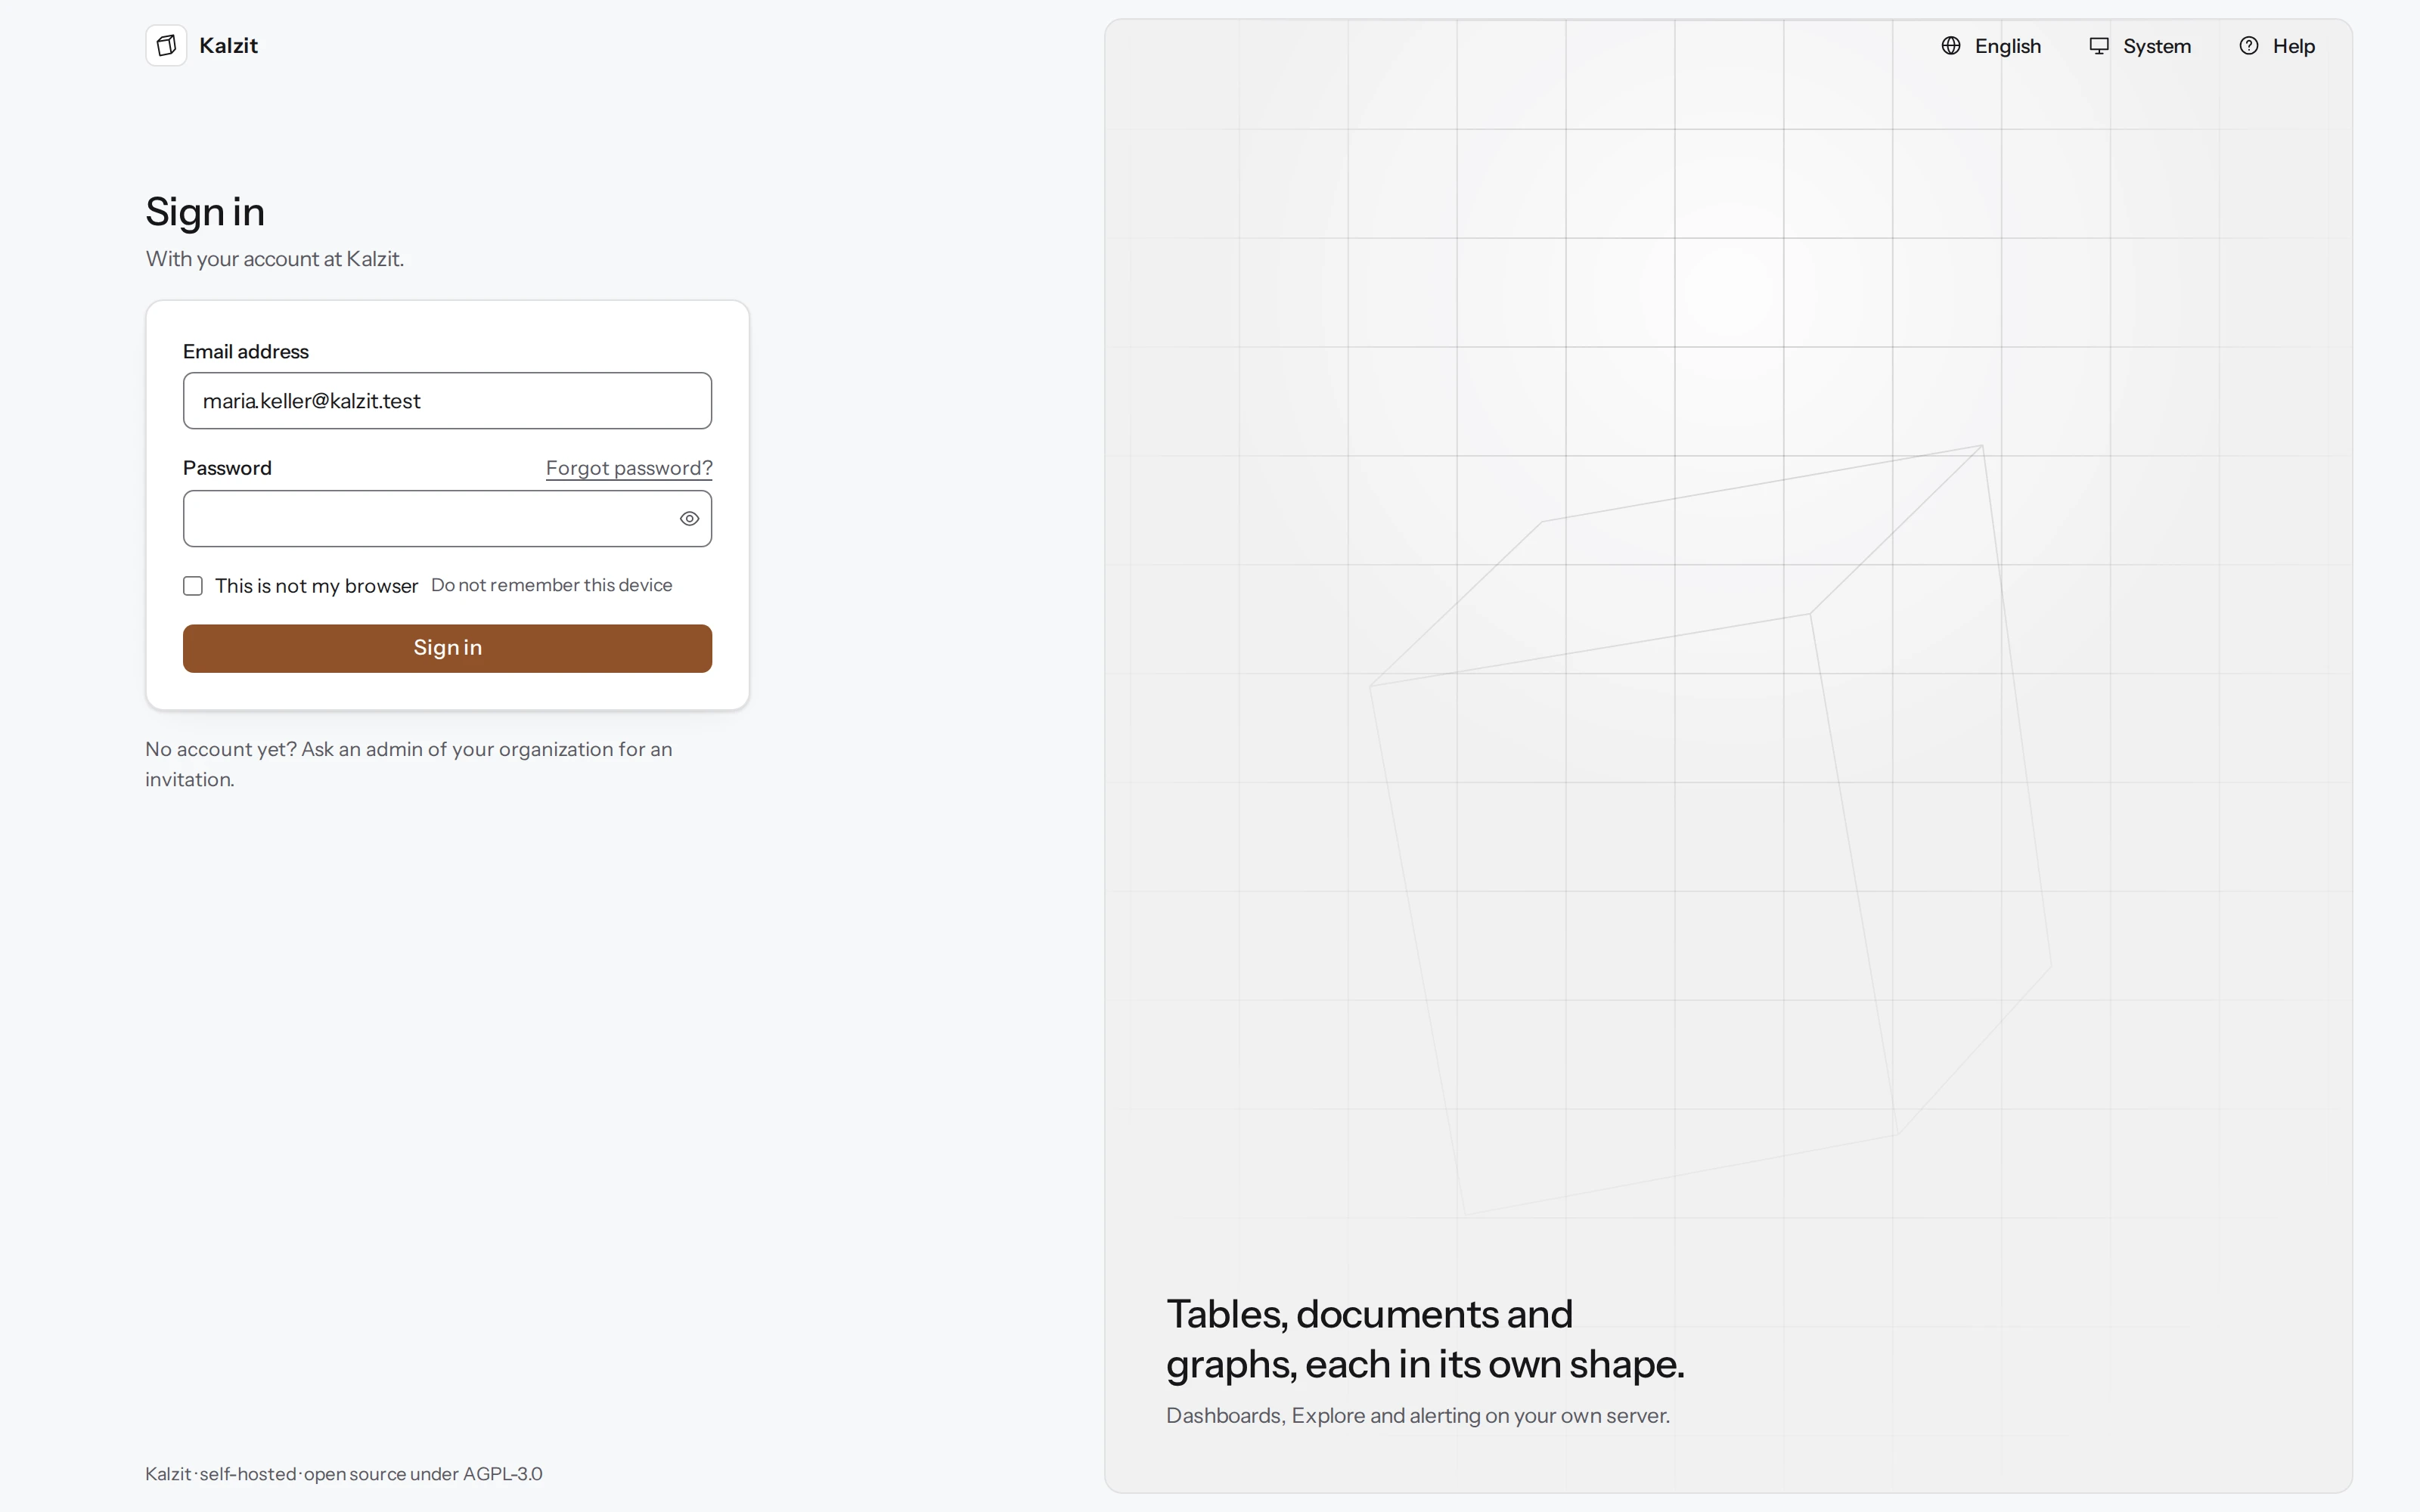 Kalzit
English
System
Help
Sign in
With your account at Kalzit.
Email address
maria.keller@kalzit.test
Password
Forgot password?
This is not my browser Do not remember this device
Sign in
No account yet? Ask an admin of your organization for an
invitation.
Tables, documents and
graphs, each in its own shape.
Dashboards, Explore and alerting on your own server.
Kalzit · self-hosted · open source under AGPL-3.0